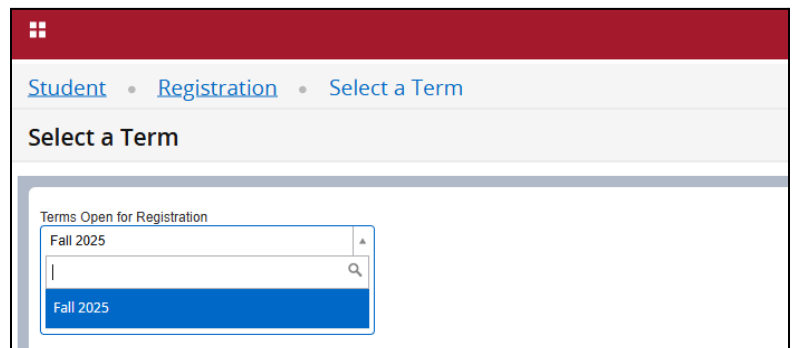 Student • Registration • Select a Term
Select a Term
Terms Open for Registration
Fall 2025
Fall 2025